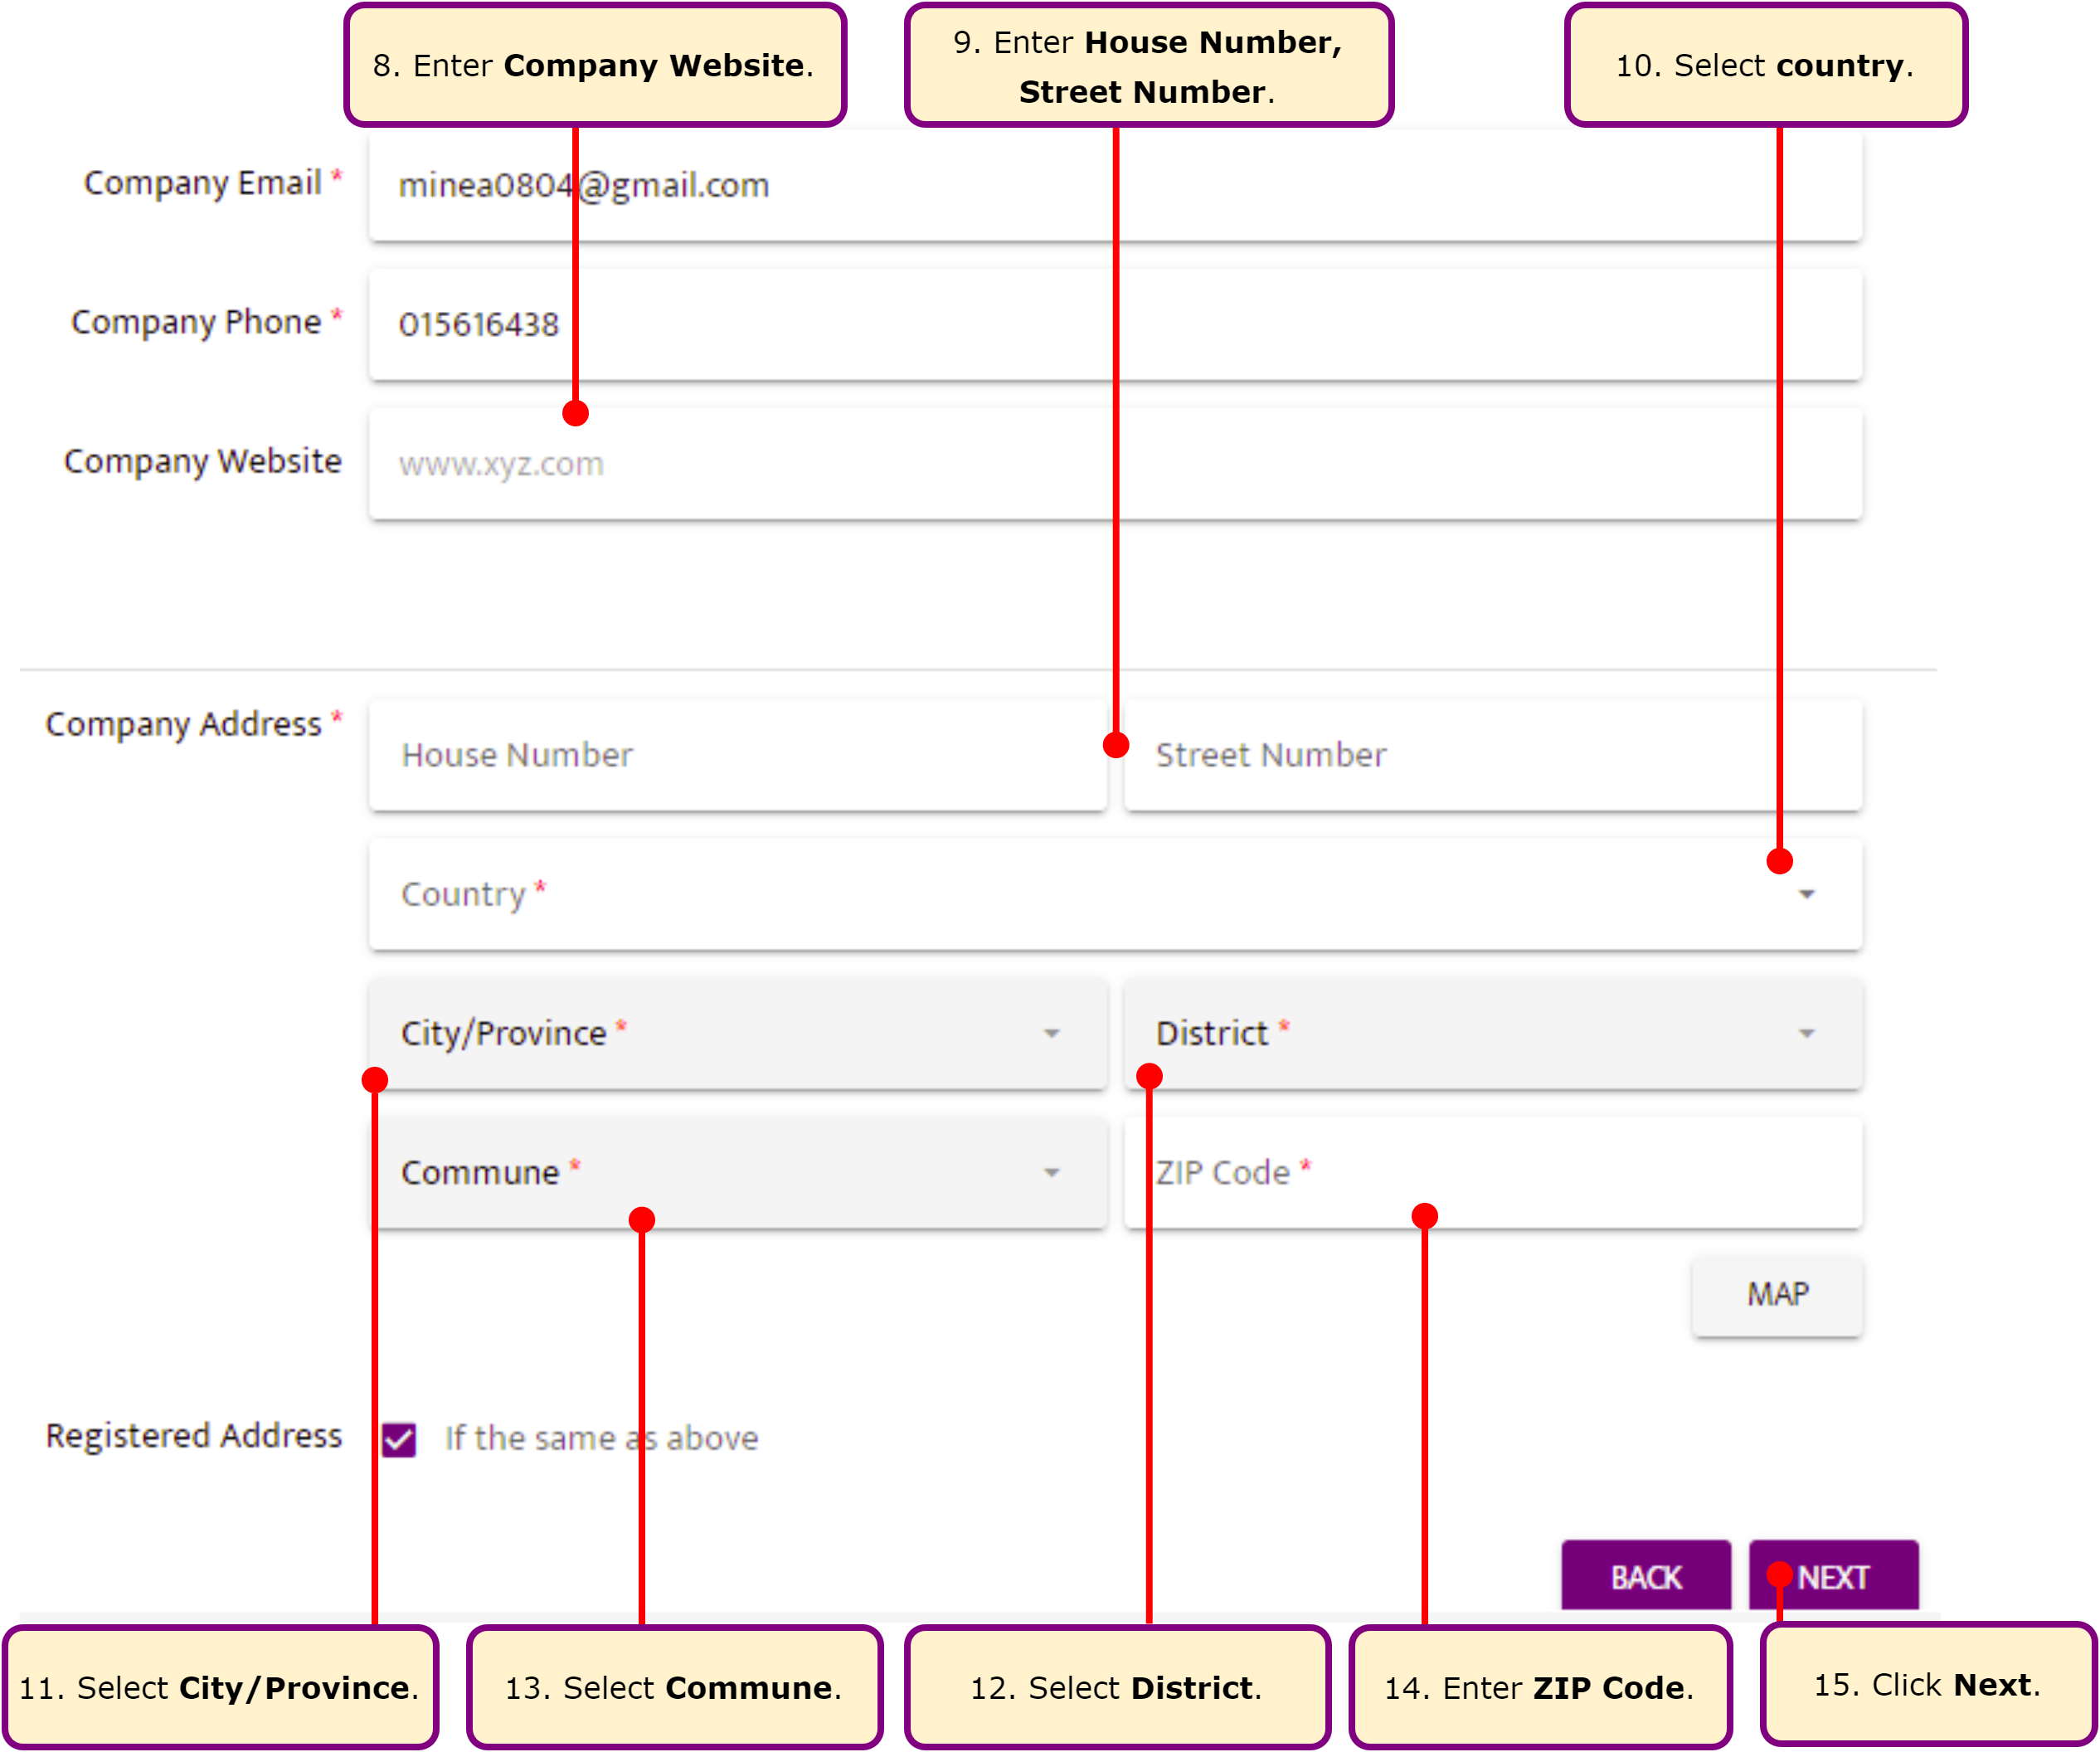 8. Enter Company Website.
9. Enter House Number,
Street Number.
10. Select country.
Company Email *
minea0804@gmail.com
Company Phone *
015616438
Company Website
www.xyz.com
Company Address *
House Number
Street Number
Country *
City/Province *
District *
Commune *
ZIP Code *
MAP
Registered Address
If the same as above
BACK
NEXT
11. Select City/Province.
13. Select Commune.
12. Select District.
14. Enter ZIP Code.
15. Click Next.